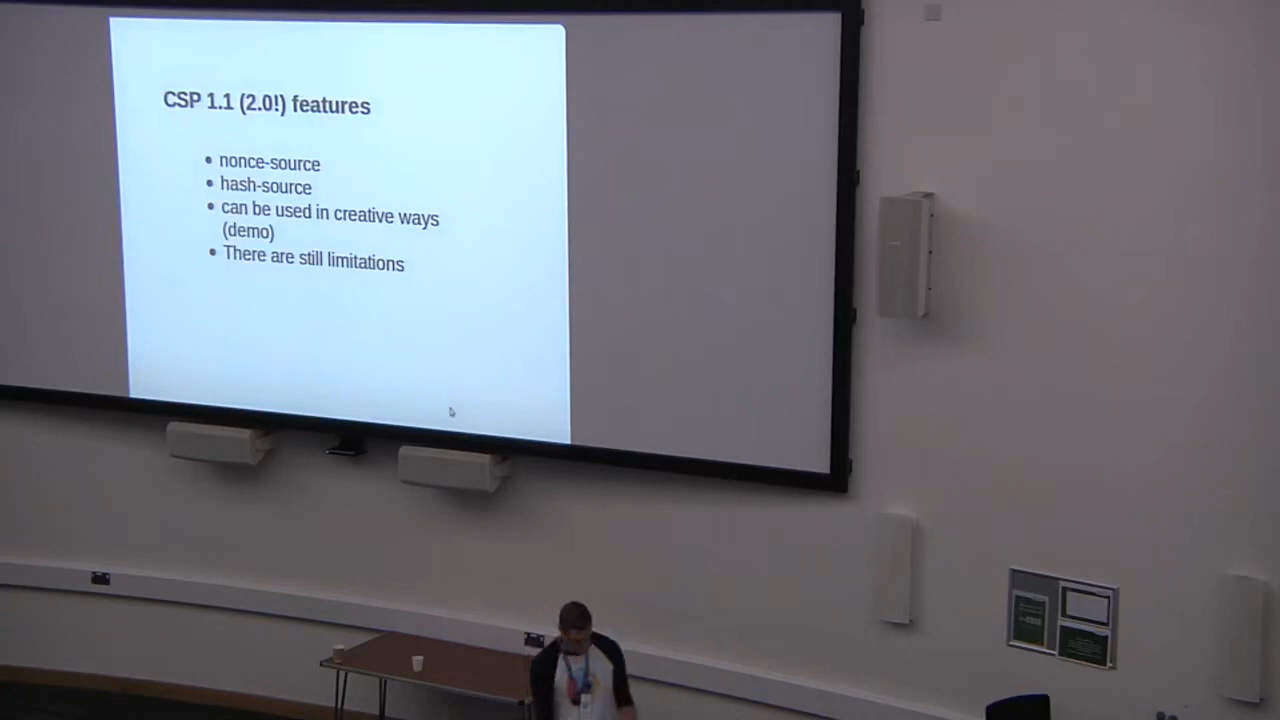 CSP 1.1 (2.0!) features
• nonce-source
• hash-source
• can be used in creative ways
(demo)
• There are still limitations